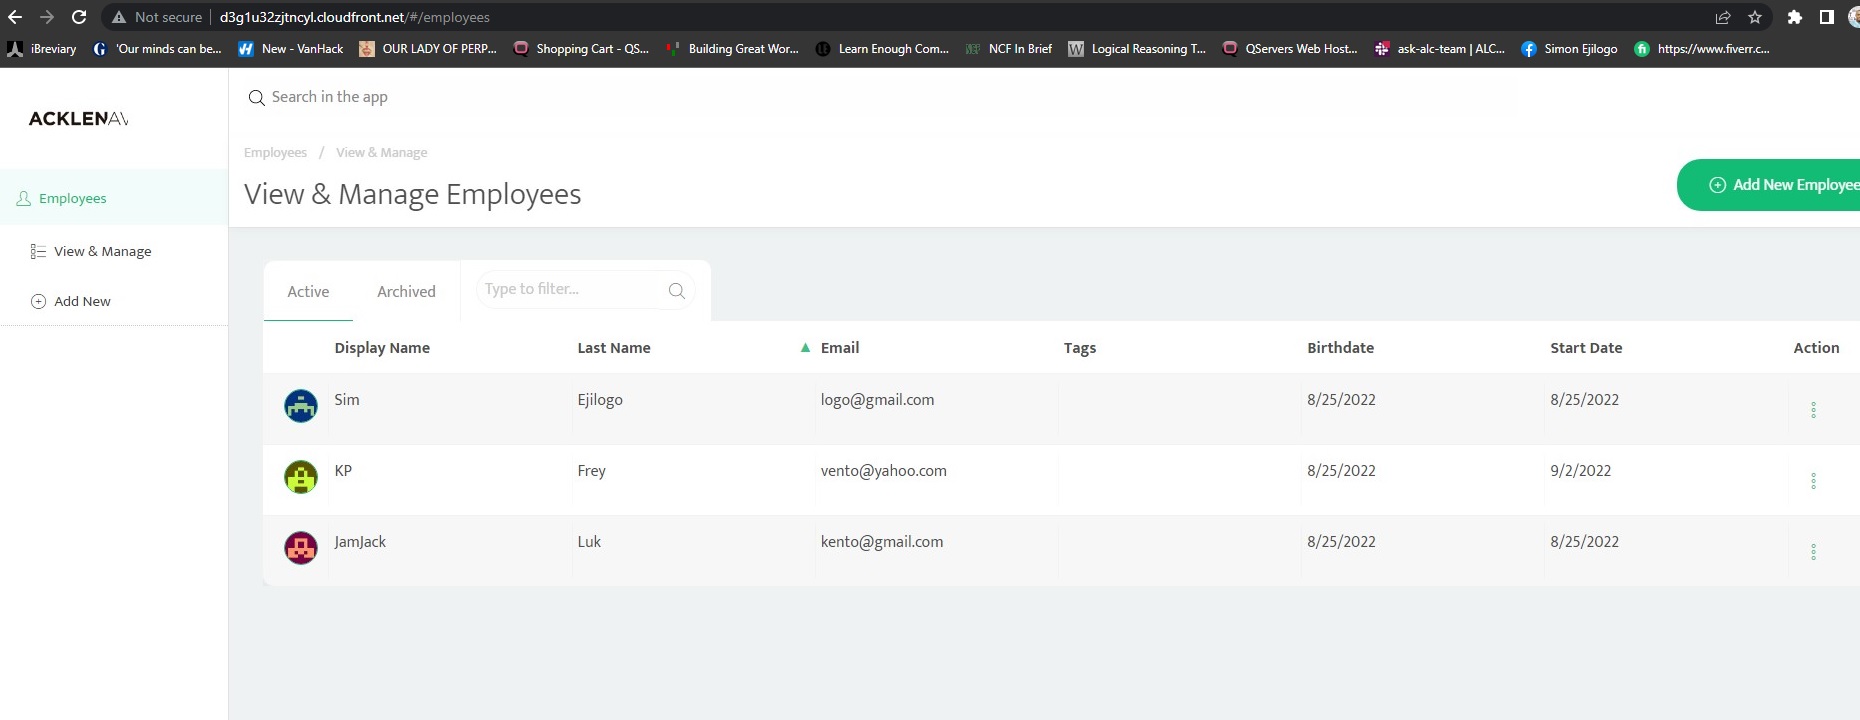 Not secure | d3g1u32zjtncyl.cloudfront.net/#/employees
iBreviary 'Our minds can be... New - VanHack OUR LADY OF PERP... Shopping Cart - QS... Building Great Wor... Learn Enough Com... NCF In Brief Logical Reasoning T... QServers Web Host... ask-alc-team | ALC... Simon Ejilogo https://www.fiverr.c...
Search in the app
ACKLENAV
Employees / View & Manage
View & Manage Employees
Add New Employee
Employees
View & Manage
Add New
Active Archived Type to filter...
Display Name Last Name Email Tags Birthdate Start Date Action
Sim Ejilogo logo@gmail.com 8/25/2022 8/25/2022
KP Frey vento@yahoo.com 8/25/2022 9/2/2022
JamJack Luk kento@gmail.com 8/25/2022 8/25/2022